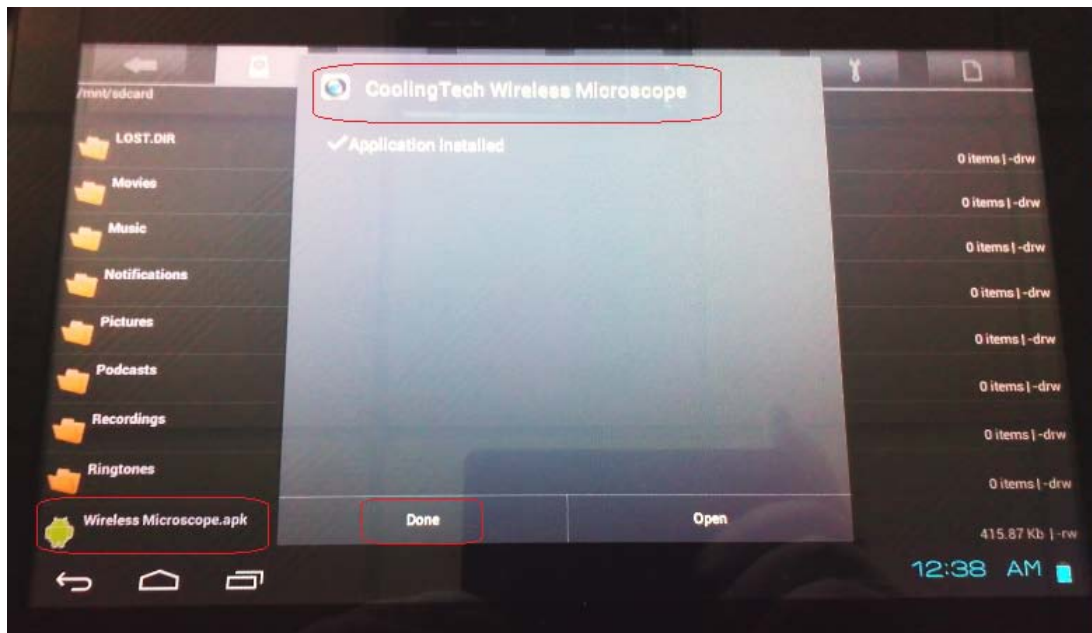 /mnt/sdcard
CoolingTech Wireless Microscope
Application installed
LOST.DIR
0 items | -drw
Movies
0 items | -drw
Music
0 items | -drw
Notifications
0 items | -drw
Pictures
0 items | -drw
Podcasts
0 items | -drw
Recordings
0 items | -drw
Ringtones
0 items | -drw
Wireless Microscope.apk
415.87 Kb | -rw
Done
Open
12:38 AM